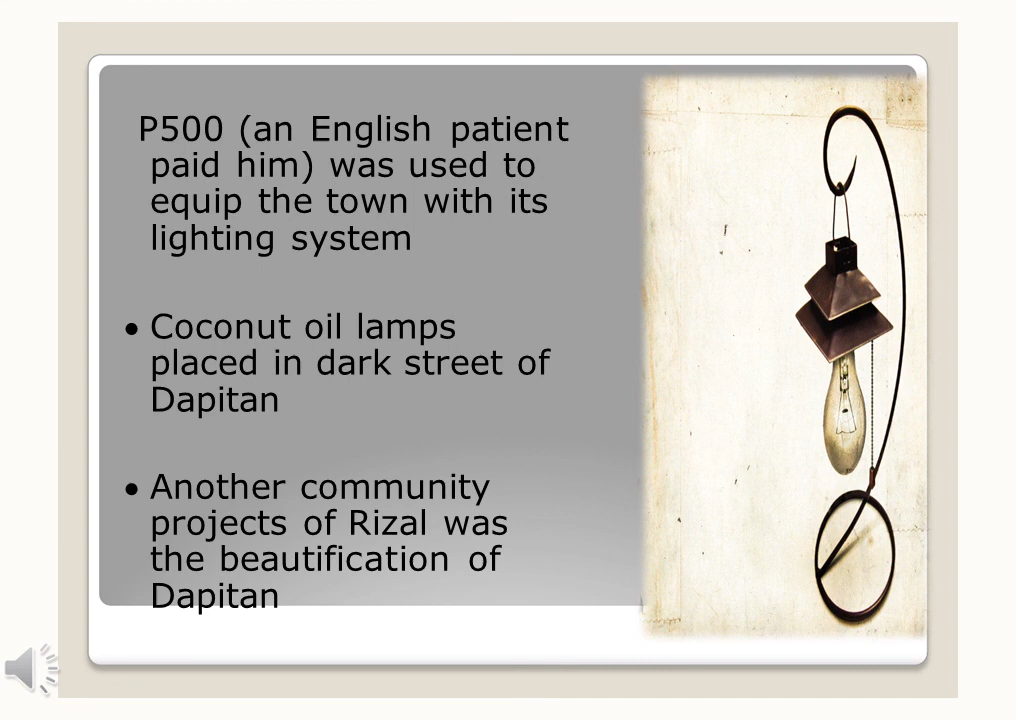 P500 (an English patient
paid him) was used to
equip the town with its
lighting system
• Coconut oil lamps
placed in dark street of
Dapitan
• Another community
projects of Rizal was
the beautification of
Dapitan